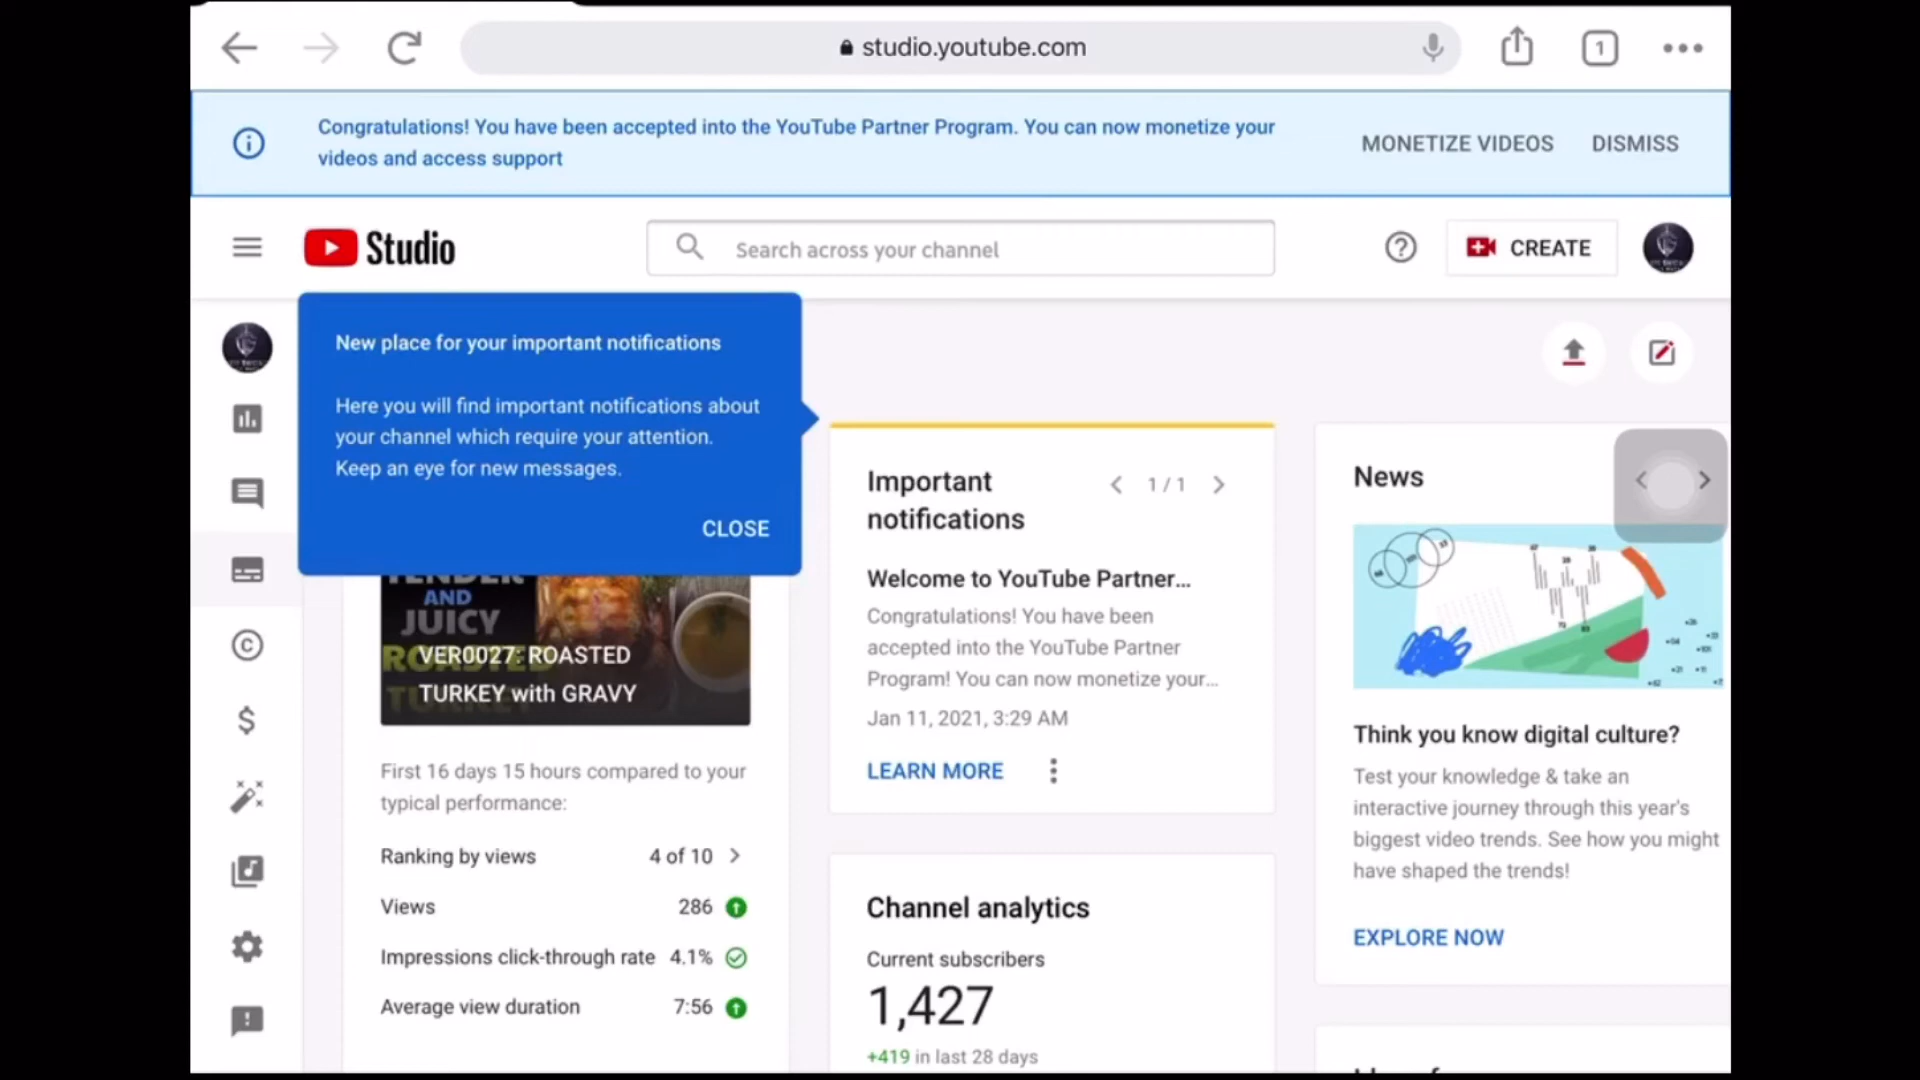 studio.youtube.com
1
Congratulations! You have been accepted into the YouTube Partner Program. You can now monetize your
videos and access support
MONETIZE VIDEOS
DISMISS
Studio
Search across your channel
CREATE
New place for your important notifications
Here you will find important notifications about
your channel which require your attention.
Keep an eye for new messages.
CLOSE
TENDER
AND
JUICY
ROASTED
TURKEY
VER0027: ROASTED
TURKEY with GRAVY
First 16 days 15 hours compared to your
typical performance:
Ranking by views
4 of 10
Views
286
Impressions click-through rate
4.1%
Average view duration
7:56
Important
notifications
1 / 1
Welcome to YouTube Partner...
Congratulations! You have been
accepted into the YouTube Partner
Program! You can now monetize your...
Jan 11, 2021, 3:29 AM
LEARN MORE
Channel analytics
Current subscribers
1,427
+419 in last 28 days
News
Think you know digital culture?
Test your knowledge & take an
interactive journey through this year's
biggest video trends. See how you might
have shaped the trends!
EXPLORE NOW